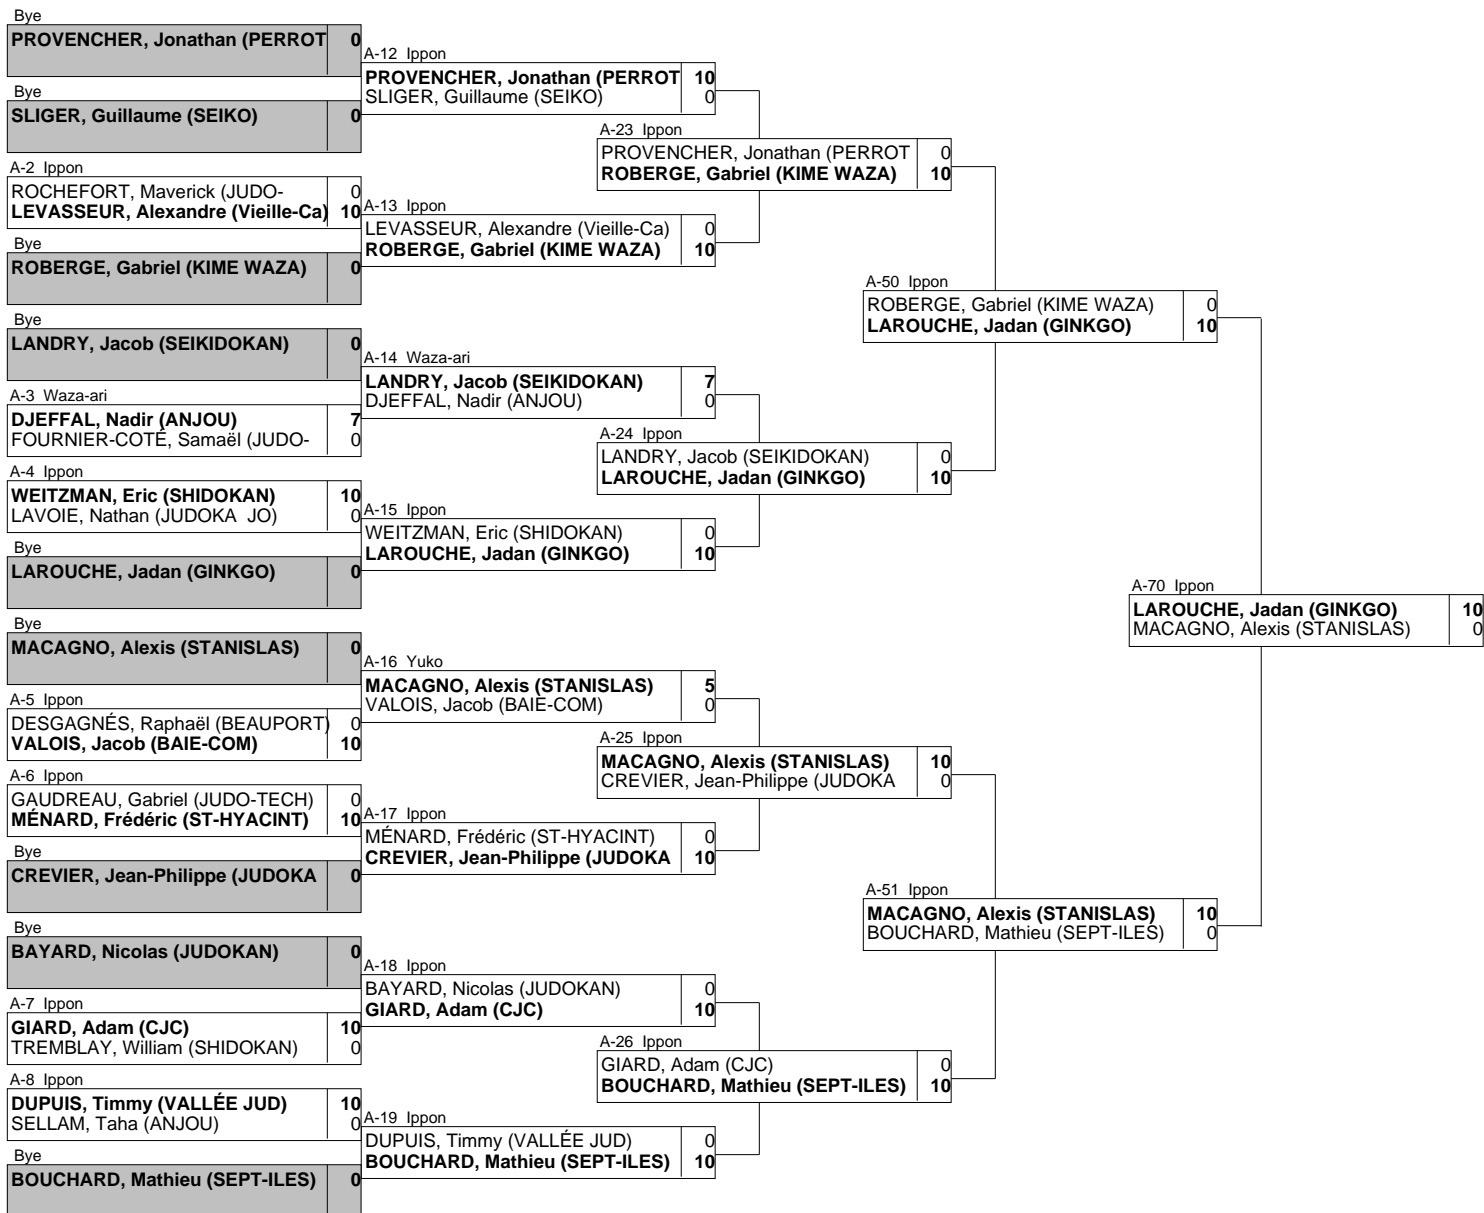 Bye
PROVENCHER, Jonathan (PERROT 0
Bye
SLIGER, Guillaume (SEIKO) 0
A-2 Ippon
ROCHEFORT, Maverick (JUDO- 0
LEVASSEUR, Alexandre (Vieille-Ca) 10
Bye
ROBERGE, Gabriel (KIME WAZA) 0
Bye
LANDRY, Jacob (SEIKIDOKAN) 0
A-3 Waza-ari
DJEFFAL, Nadir (ANJOU) 7
FOURNIER-COTÉ, Samaël (JUDO- 0
A-4 Ippon
WEITZMAN, Eric (SHIDOKAN) 10
LAVOIE, Nathan (JUDOKA JO) 0
Bye
LAROUCHE, Jadan (GINKGO) 0
Bye
MACAGNO, Alexis (STANISLAS) 0
A-5 Ippon
DESGAGNÉS, Raphaël (BEAUPORT) 0
VALOIS, Jacob (BAIE-COM) 10
A-6 Ippon
GAUDREAU, Gabriel (JUDO-TECH) 0
MÉNARD, Frédéric (ST-HYACINT) 10
Bye
CREVIER, Jean-Philippe (JUDOKA 0
Bye
BAYARD, Nicolas (JUDOKAN) 0
A-7 Ippon
GIARD, Adam (CJC) 10
TREMBLAY, William (SHIDOKAN) 0
A-8 Ippon
DUPUIS, Timmy (VALLÉE JUD) 10
SELLAM, Taha (ANJOU) 0
Bye
BOUCHARD, Mathieu (SEPT-ILES) 0
A-12 Ippon
PROVENCHER, Jonathan (PERROT 10
SLIGER, Guillaume (SEIKO) 0
A-13 Ippon
LEVASSEUR, Alexandre (Vieille-Ca) 0
ROBERGE, Gabriel (KIME WAZA) 10
A-14 Waza-ari
LANDRY, Jacob (SEIKIDOKAN) 7
DJEFFAL, Nadir (ANJOU) 0
A-15 Ippon
WEITZMAN, Eric (SHIDOKAN) 0
LAROUCHE, Jadan (GINKGO) 10
A-16 Yuko
MACAGNO, Alexis (STANISLAS) 5
VALOIS, Jacob (BAIE-COM) 0
A-17 Ippon
MÉNARD, Frédéric (ST-HYACINT) 0
CREVIER, Jean-Philippe (JUDOKA 10
A-18 Ippon
BAYARD, Nicolas (JUDOKAN) 0
GIARD, Adam (CJC) 10
A-19 Ippon
DUPUIS, Timmy (VALLÉE JUD) 0
BOUCHARD, Mathieu (SEPT-ILES) 10
A-23 Ippon
PROVENCHER, Jonathan (PERROT 0
ROBERGE, Gabriel (KIME WAZA) 10
A-24 Ippon
LANDRY, Jacob (SEIKIDOKAN) 0
LAROUCHE, Jadan (GINKGO) 10
A-25 Ippon
MACAGNO, Alexis (STANISLAS) 10
CREVIER, Jean-Philippe (JUDOKA 0
A-26 Ippon
GIARD, Adam (CJC) 0
BOUCHARD, Mathieu (SEPT-ILES) 10
A-50 Ippon
ROBERGE, Gabriel (KIME WAZA) 0
LAROUCHE, Jadan (GINKGO) 10
A-51 Ippon
MACAGNO, Alexis (STANISLAS) 10
BOUCHARD, Mathieu (SEPT-ILES) 0
A-70 Ippon
LAROUCHE, Jadan (GINKGO) 10
MACAGNO, Alexis (STANISLAS) 0